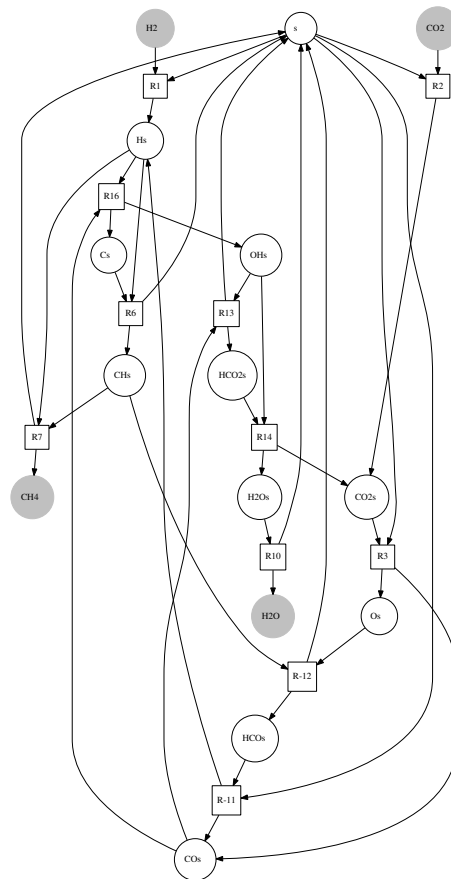 H2
s
CO2
R1
R2
Hs
R16
Cs
OHs
R6
R13
CHs
HCO2s
R7
R14
CH4
H2Os
CO2s
R10
R3
H2O
Os
R-12
HCOs
R-11
COs